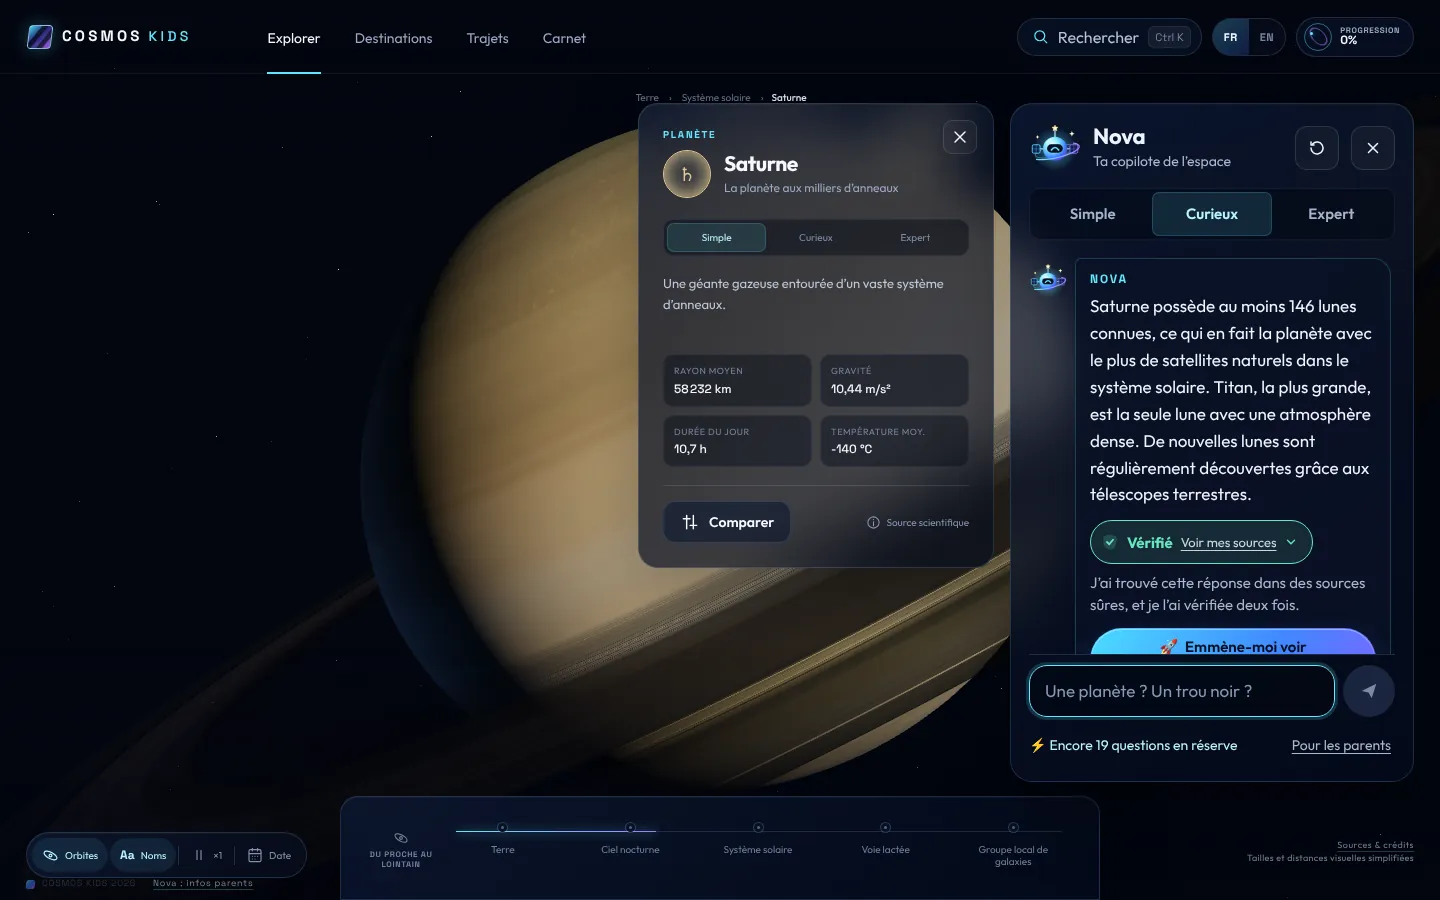 COSMOS KIDS
Explorer
Destinations
Trajets
Carnet
Rechercher
Ctrl K
FR
EN
PROGRESSION
0%
Terre › Système solaire › Saturne
PLANÈTE
♄
Saturne
La planète aux milliers d'anneaux
Simple
Curieux
Expert
Une géante gazeuse entourée d'un vaste système
d'anneaux.
RAYON MOYEN
58 232 km
GRAVITÉ
10,44 m/s²
DURÉE DU JOUR
10,7 h
TEMPÉRATURE MOY.
-140 °C
Comparer
Source scientifique
Nova
Ta copilote de l'espace
Simple
Curieux
Expert
NOVA
Saturne possède au moins 146 lunes
connues, ce qui en fait la planète avec
le plus de satellites naturels dans le
système solaire. Titan, la plus grande,
est la seule lune avec une atmosphère
dense. De nouvelles lunes sont
régulièrement découvertes grâce aux
télescopes terrestres.
Vérifié Voir mes sources
J'ai trouvé cette réponse dans des sources
sûres, et je l'ai vérifiée deux fois.
🚀 Emmène-moi voir
Une planète ? Un trou noir ?
⚡ Encore 19 questions en réserve
Pour les parents
Orbites
Aa Noms
×1
Date
COSMOS KIDS 2026
Nova : infos parents
DU PROCHE AU
LOINTAIN
Terre
Ciel nocturne
Système solaire
Voie lactée
Groupe local de
galaxies
Sources & crédits
Tailles et distances visuelles simplifiées